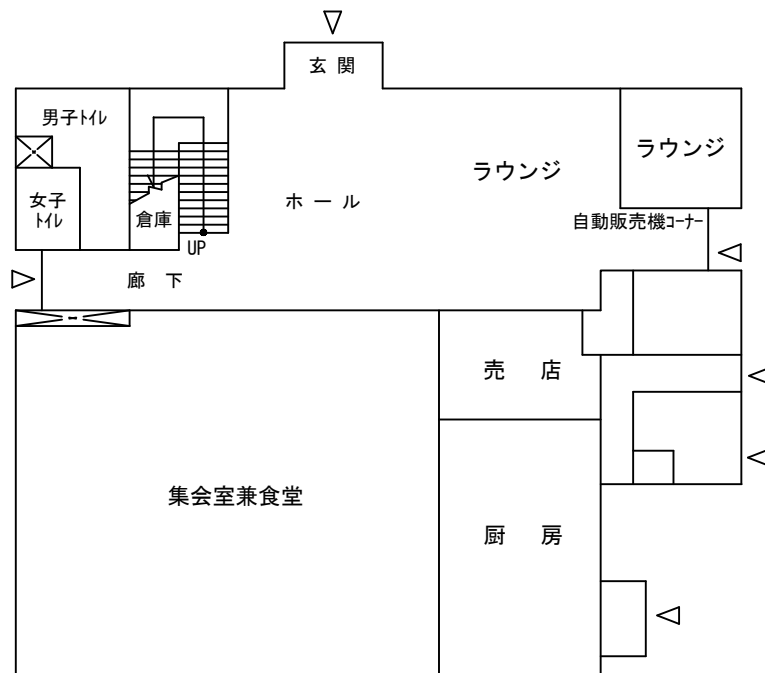 玄 関
男子ﾄｲﾚ
ラウンジ
ラウンジ
女子
ﾄｲﾚ
倉庫
ホ ー ル
自動販売機ｺｰﾅｰ
UP
廊 下
売 店
集会室兼食堂
厨 房